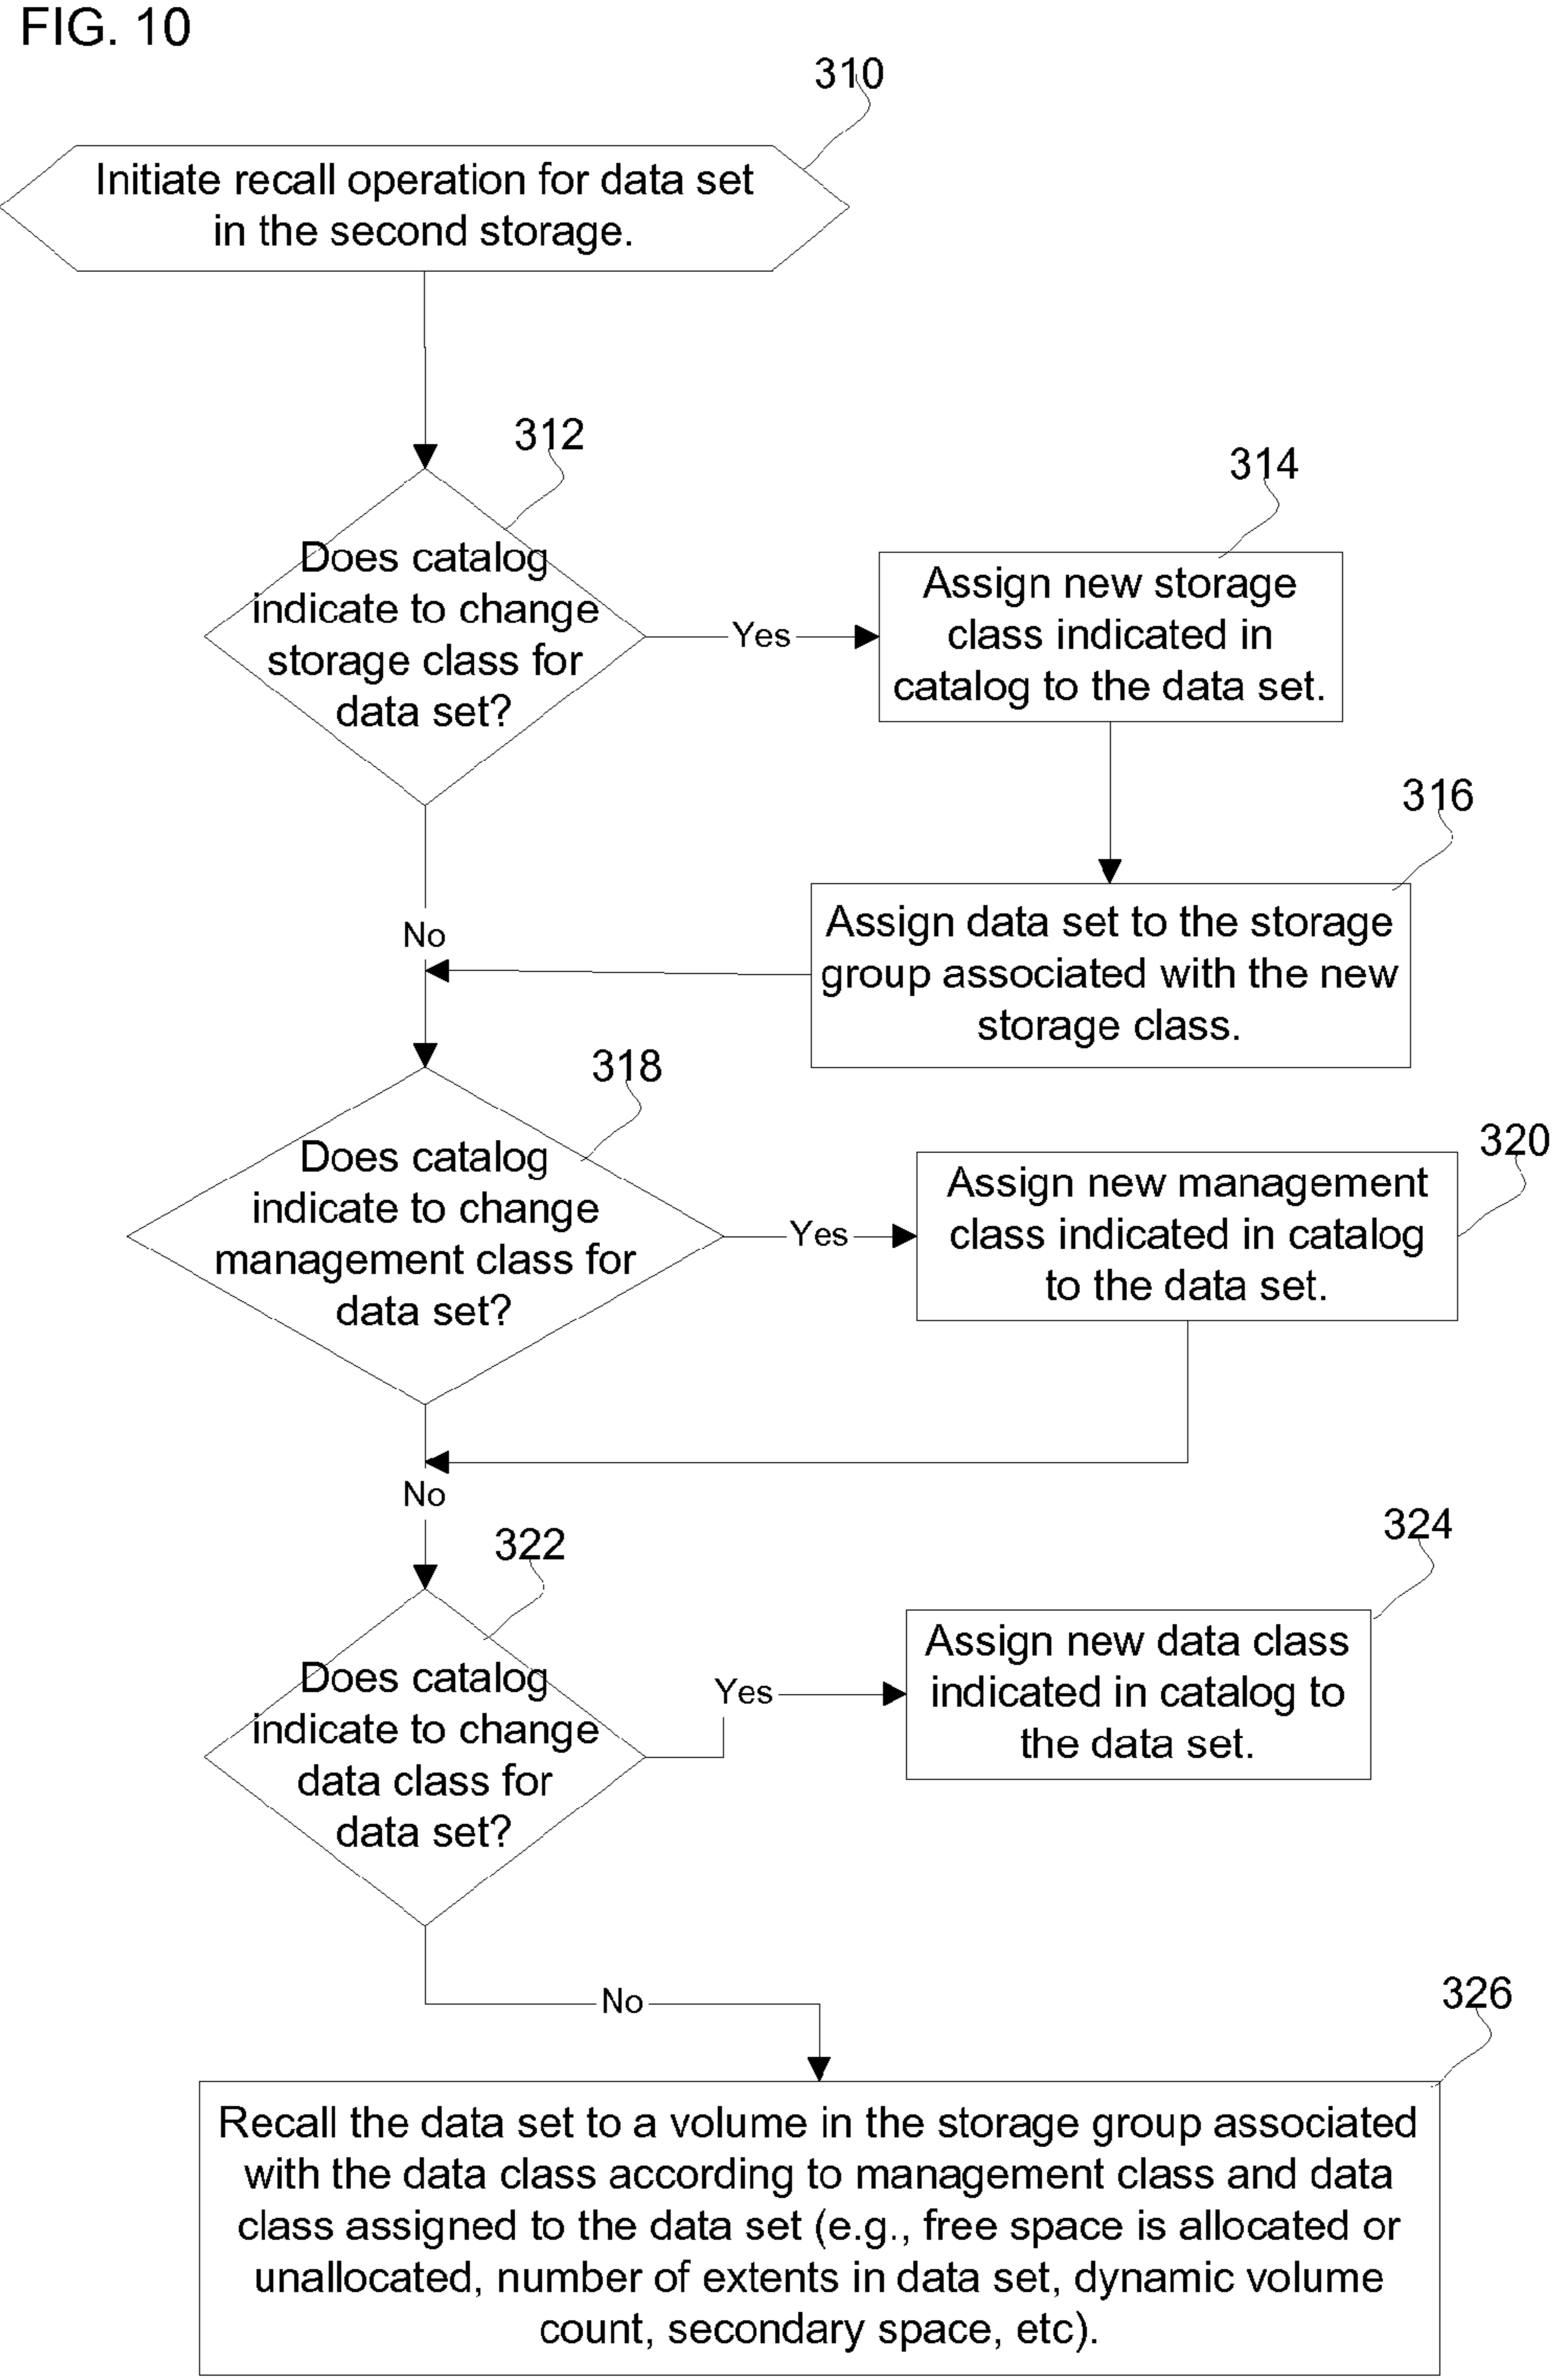 FIG. 10
310
Initiate recall operation for data set
in the second storage.
312
Does catalog
indicate to change
storage class for
data set?
Yes
314
Assign new storage
class indicated in
catalog to the data set.
316
Assign data set to the storage
group associated with the new
storage class.
No
318
Does catalog
indicate to change
management class for
data set?
Yes
320
Assign new management
class indicated in catalog
to the data set.
No
322
Does catalog
indicate to change
data class for
data set?
Yes
324
Assign new data class
indicated in catalog to
the data set.
No
326
Recall the data set to a volume in the storage group associated
with the data class according to management class and data
class assigned to the data set (e.g., free space is allocated or
unallocated, number of extents in data set, dynamic volume
count, secondary space, etc).